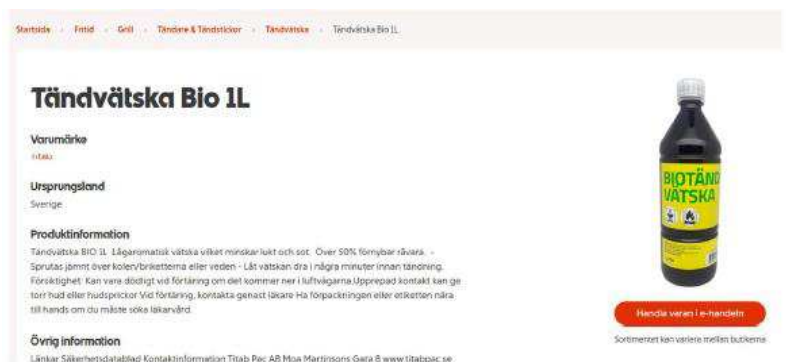 Startsida › Fritid › Grill › Tändare & Tändstickor › Tändvätska › Tändvätska Bio 1L
Tändvätska Bio 1L
Varumärke
Ursprungsland
Sverige
Produktinformation
Tändvätska BIO 1L Lågaromatisk vätska vilket minskar lukt och sot. Över 50% förnybar råvara. -
Sprutas jämnt över kolen/briketterna eller veden - Låt vätskan dra i några minuter innan tändning.
Försiktighet: Kan vara dödligt vid förtäring om det kommer ner i luftvägarna.Upprepad kontakt kan ge
torr hud eller hudsprickor Vid förtäring, kontakta genast läkare Ha förpackningen eller etiketten nära
till hands om du måste söka läkarvård.
Övrig information
Länkar Säkerhetsdatablad Kontaktinformation Titab Pac AB Moa Martinsons Gata 8 www.titabpac.se
BIOTÄND
VÄTSKA
Handla varan i e-handeln
Sortimentet kan variera mellan butikerna